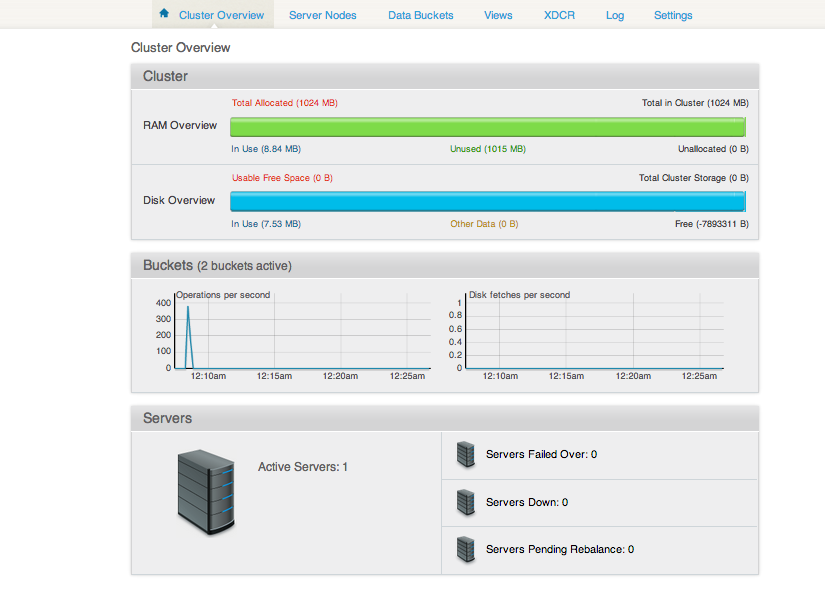 Cluster Overview Server Nodes Data Buckets Views XDCR Log Settings
Cluster Overview
Cluster
Total Allocated (1024 MB) Total in Cluster (1024 MB)
RAM Overview
In Use (8.84 MB) Unused (1015 MB) Unallocated (0 B)
Usable Free Space (0 B) Total Cluster Storage (0 B)
Disk Overview
In Use (7.53 MB) Other Data (0 B) Free (-7893311 B)
Buckets (2 buckets active)
Operations per second
400
300
200
100
0
12:10am 12:15am 12:20am 12:25am
Disk fetches per second
1
0.8
0.6
0.4
0.2
0
12:10am 12:15am 12:20am 12:25am
Servers
Active Servers: 1
Servers Failed Over: 0
Servers Down: 0
Servers Pending Rebalance: 0